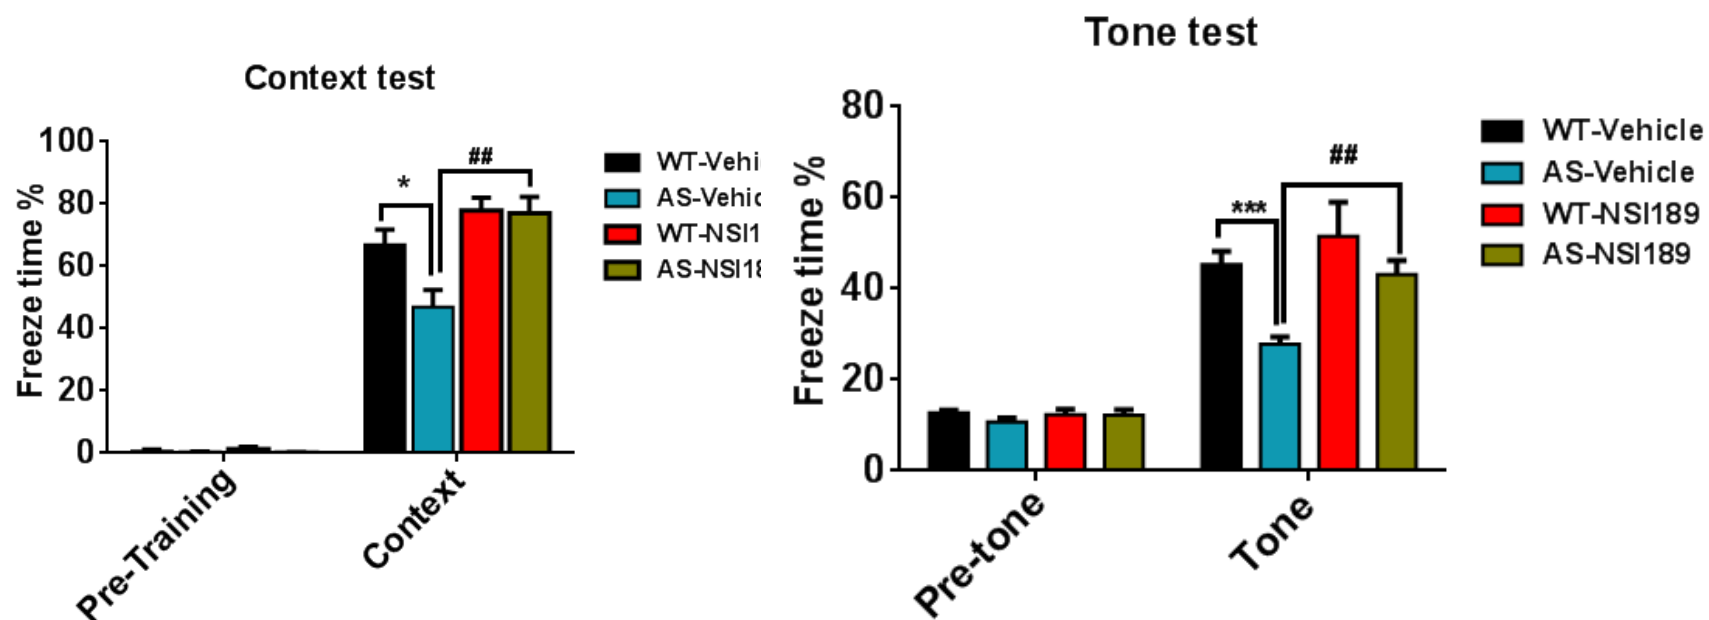 Context test
Freeze time %
100
80
60
40
20
0
*
##
WT-Vehi
AS-Vehic
WT-NSI1
AS-NSI18
Pre-Training
Context
Tone test
Freeze time %
80
60
40
20
0
***
##
WT-Vehicle
AS-Vehicle
WT-NSI189
AS-NSI189
Pre-tone
Tone